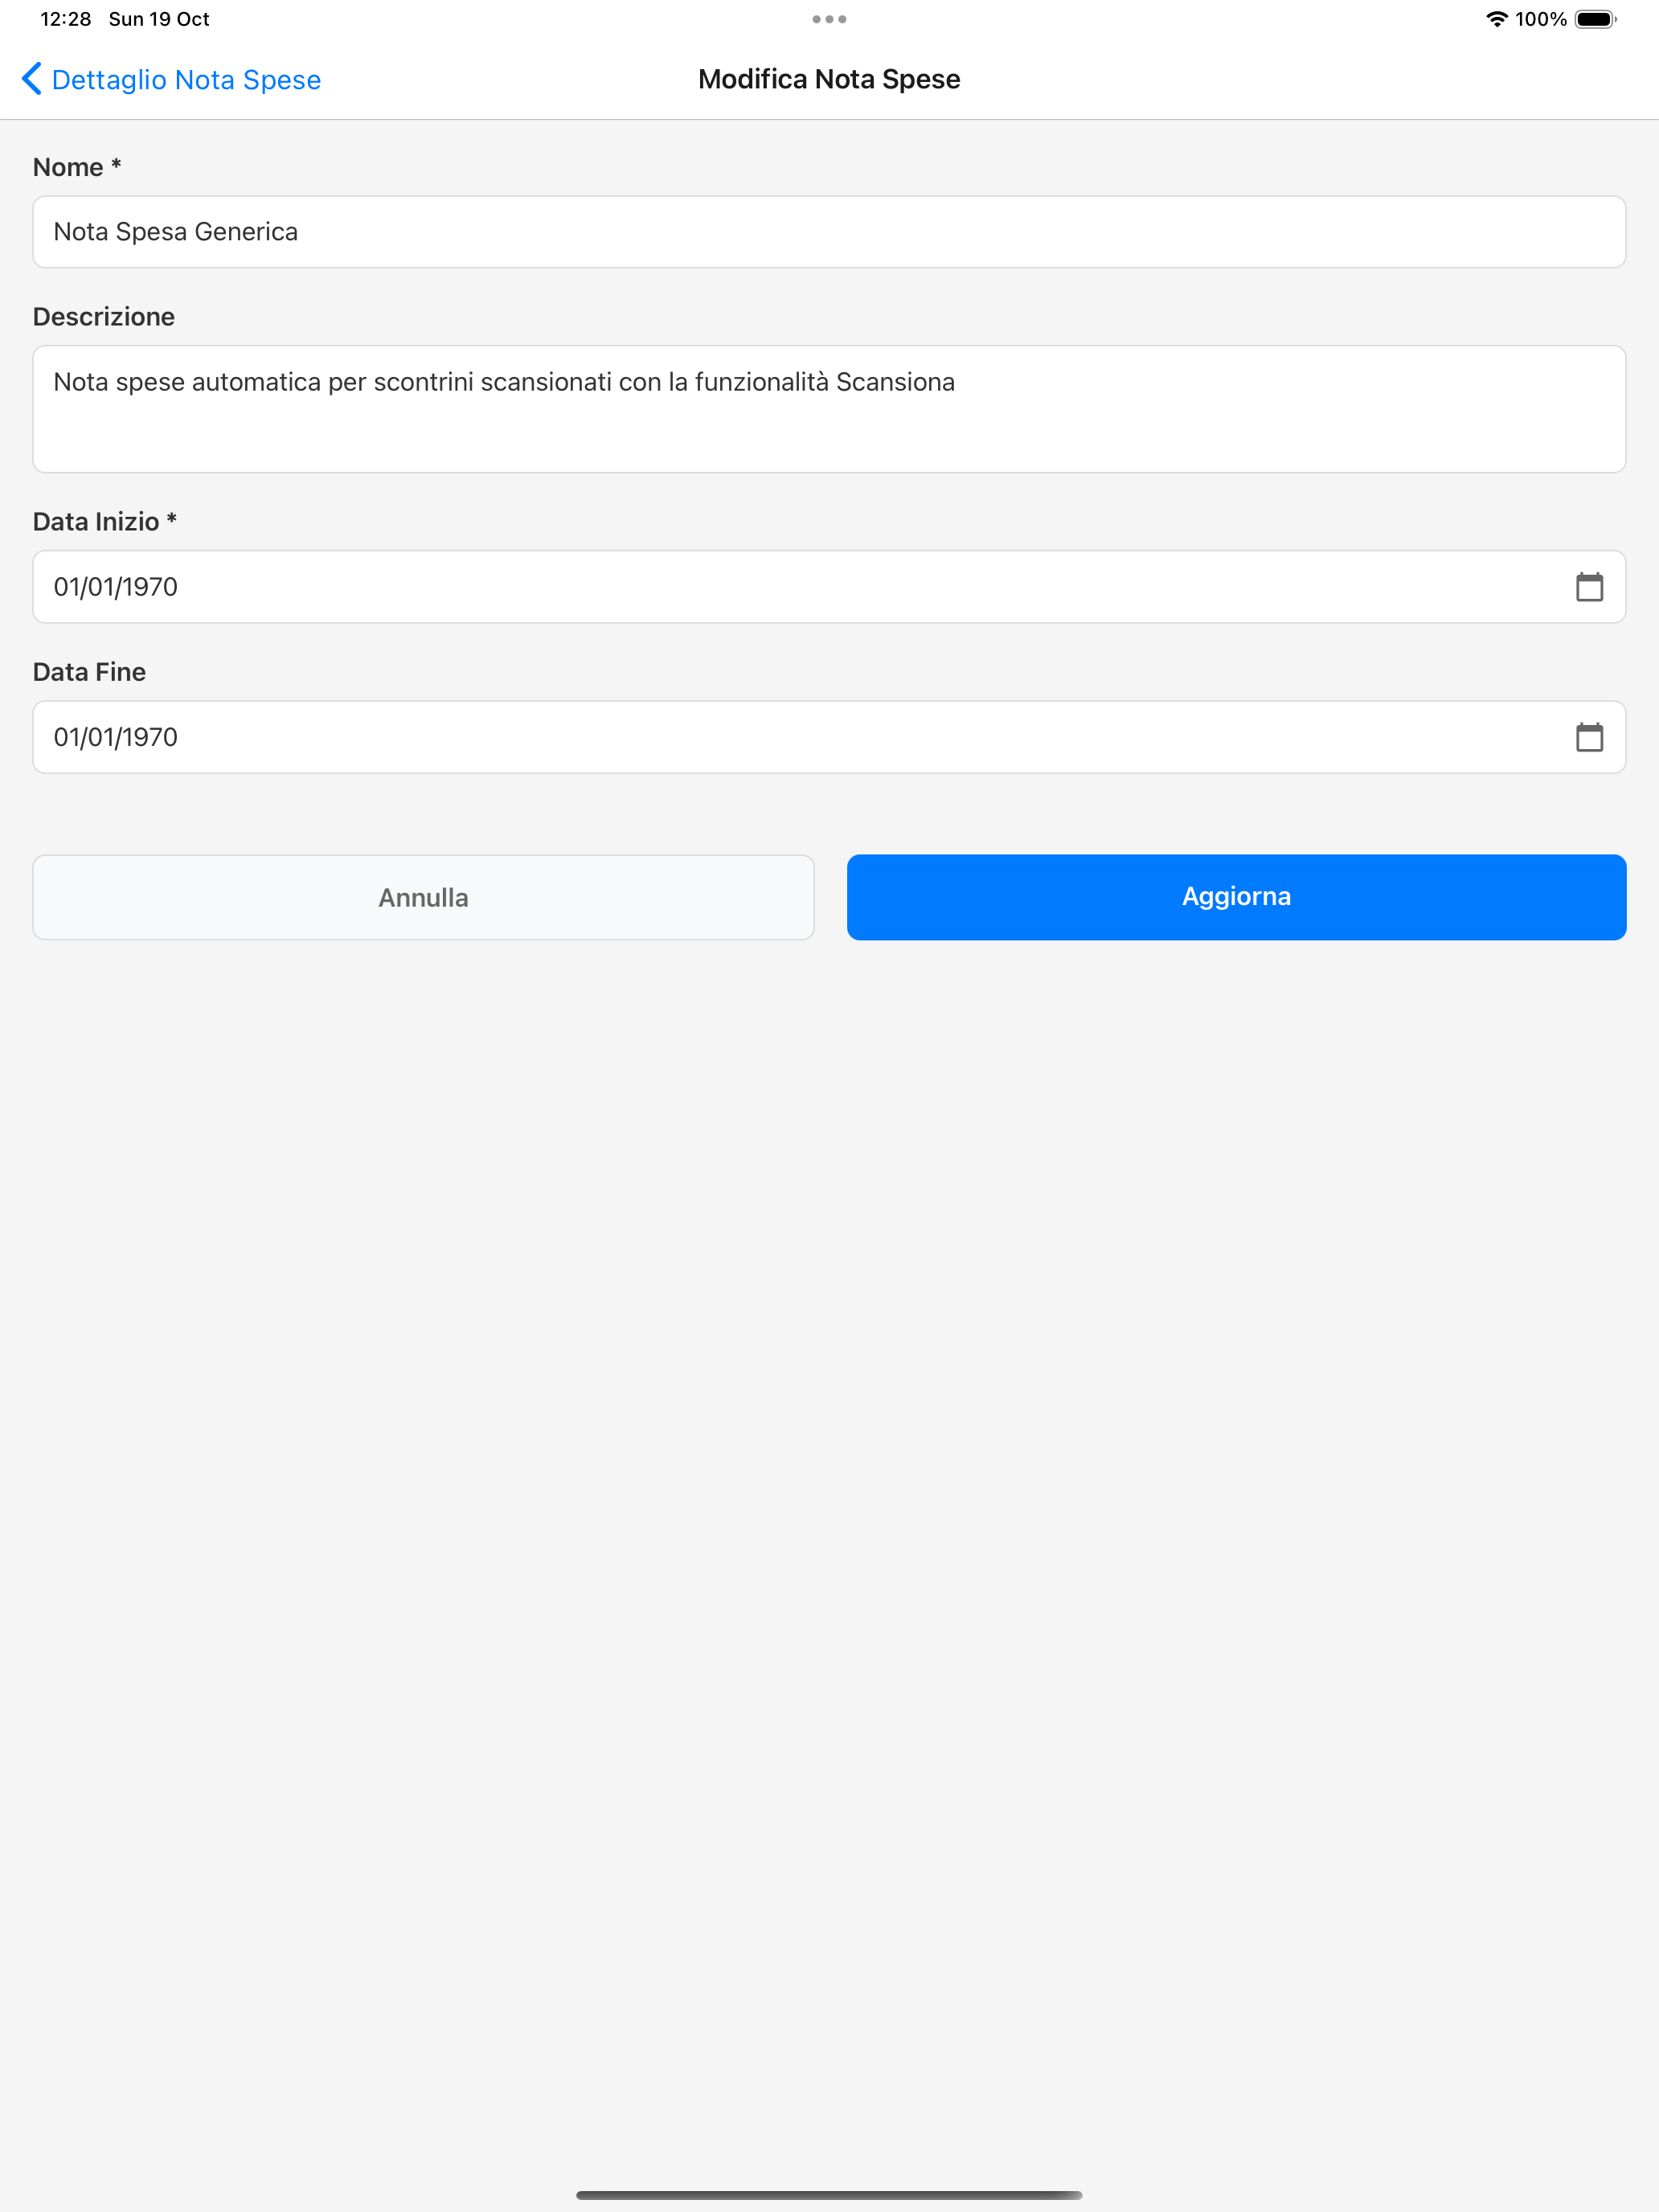 12:28 Sun 19 Oct
100%
Dettaglio Nota Spese
Modifica Nota Spese
Nome *
Nota Spesa Generica
Descrizione
Nota spese automatica per scontrini scansionati con la funzionalità Scansiona
Data Inizio *
01/01/1970
Data Fine
01/01/1970
Annulla
Aggiorna